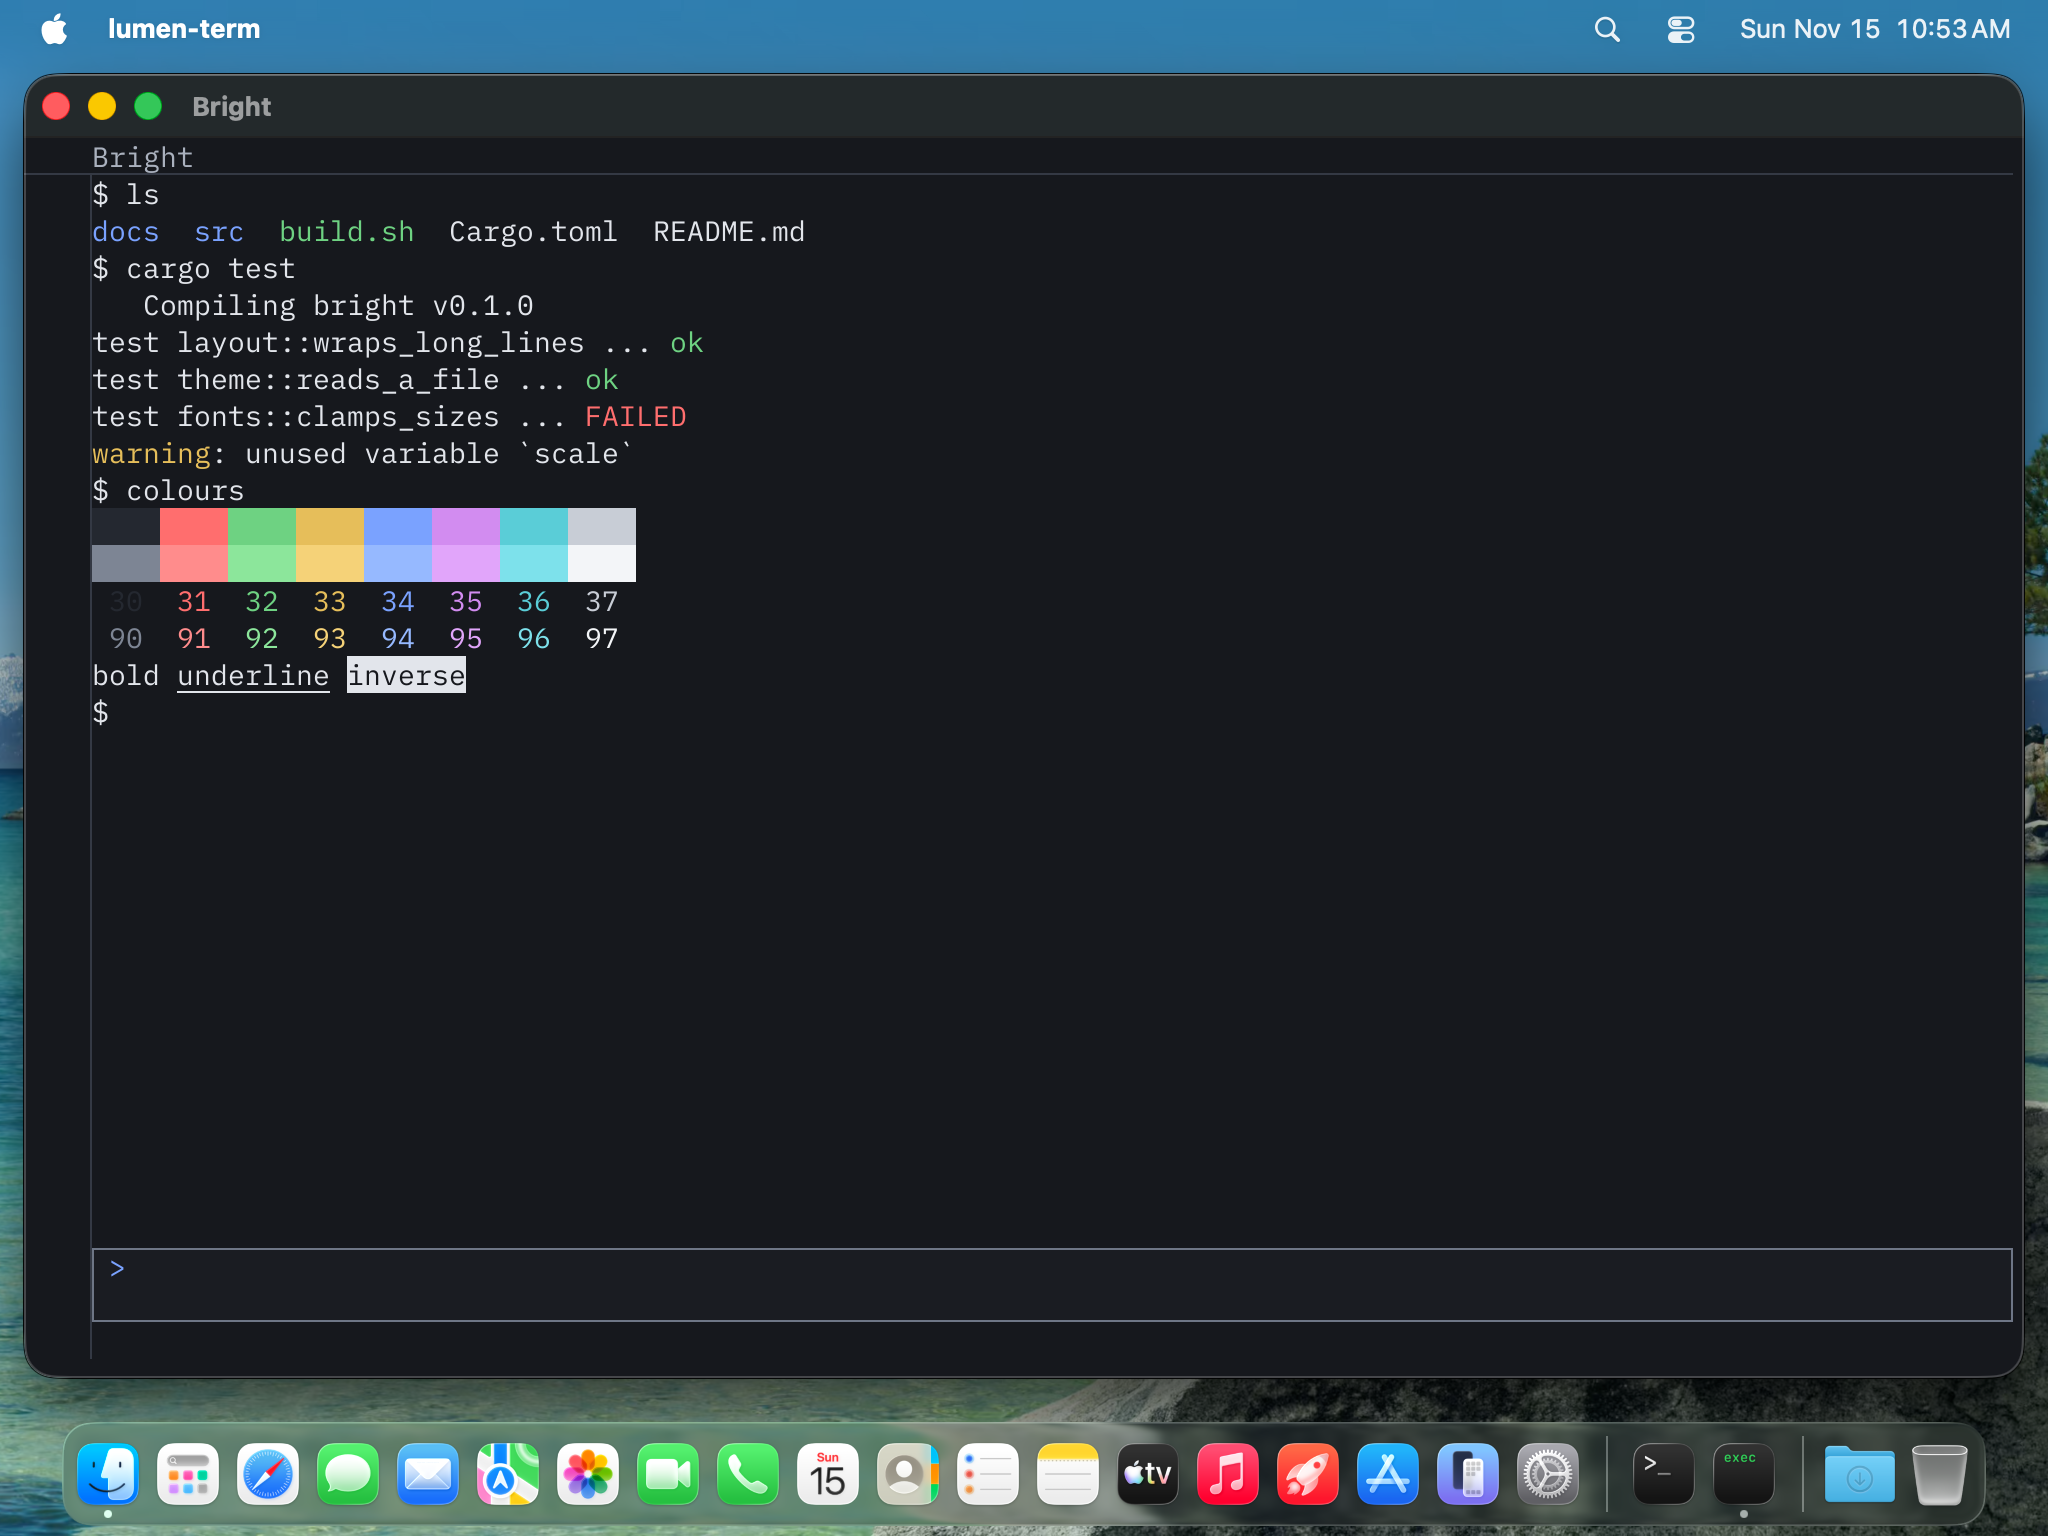 lumen-term
Sun Nov 15 10:53 AM
Bright
Bright
$ ls
docs src build.sh Cargo.toml README.md
$ cargo test
Compiling bright v0.1.0
test layout::wraps_long_lines ... ok
test theme::reads_a_file ... ok
test fonts::clamps_sizes ... FAILED
warning: unused variable `scale`
$ colours
30 31 32 33 34 35 36 37
90 91 92 93 94 95 96 97
bold underline inverse
$
>
Sun
15
tv
>_
exec